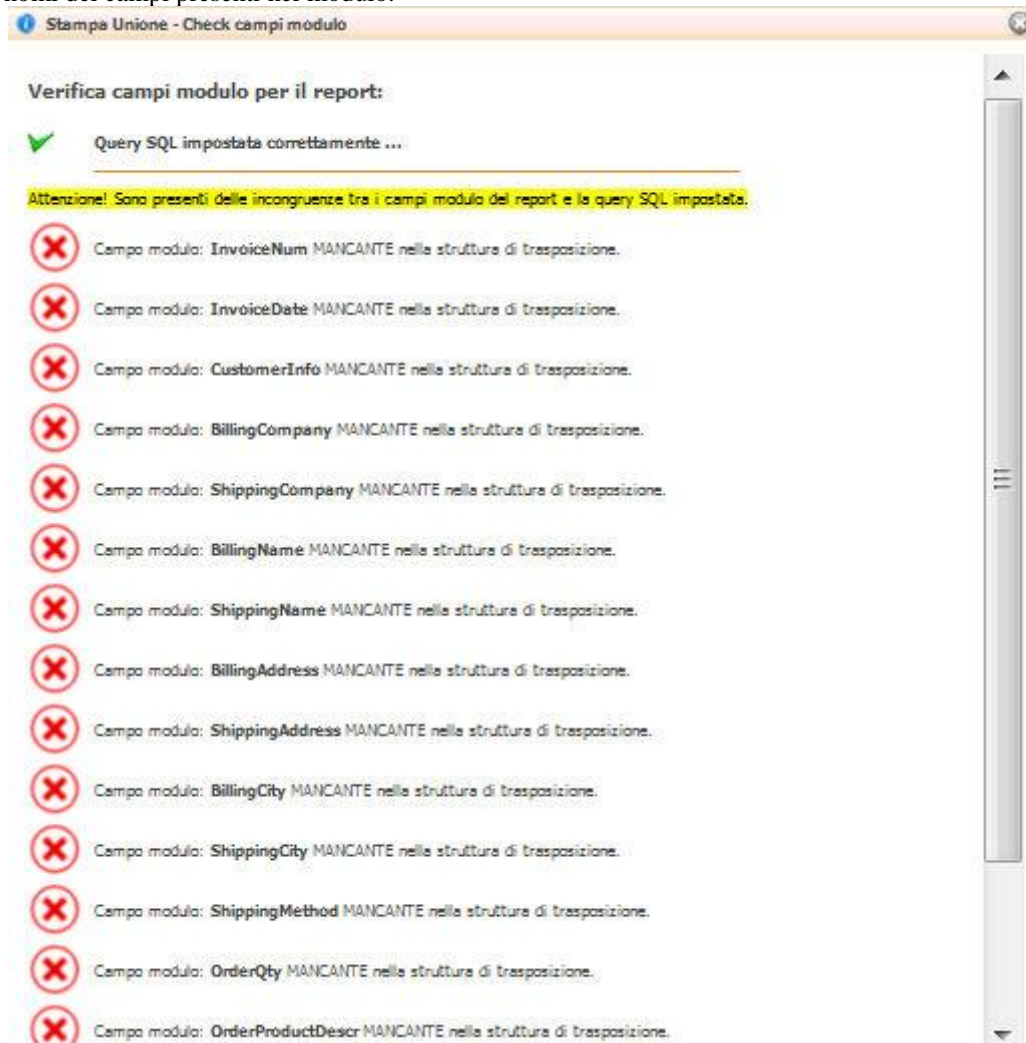 nomi dei campi presenti nel modulo.
Stampa Unione - Check campi modulo
Verifica campi modulo per il report:
Query SQL impostata correttamente ...
Attenzione! Sono presenti delle incongruenze tra i campi modulo del report e la query SQL impostata.
Campo modulo: InvoiceNum MANCANTE nella struttura di trasposizione.
Campo modulo: InvoiceDate MANCANTE nella struttura di trasposizione.
Campo modulo: CustomerInfo MANCANTE nella struttura di trasposizione.
Campo modulo: BillingCompany MANCANTE nella struttura di trasposizione.
Campo modulo: ShippingCompany MANCANTE nella struttura di trasposizione.
Campo modulo: BillingName MANCANTE nella struttura di trasposizione.
Campo modulo: ShippingName MANCANTE nella struttura di trasposizione.
Campo modulo: BillingAddress MANCANTE nella struttura di trasposizione.
Campo modulo: ShippingAddress MANCANTE nella struttura di trasposizione.
Campo modulo: BillingCity MANCANTE nella struttura di trasposizione.
Campo modulo: ShippingCity MANCANTE nella struttura di trasposizione.
Campo modulo: ShippingMethod MANCANTE nella struttura di trasposizione.
Campo modulo: OrderQty MANCANTE nella struttura di trasposizione.
Campo modulo: OrderProductDescr MANCANTE nella struttura di trasposizione.